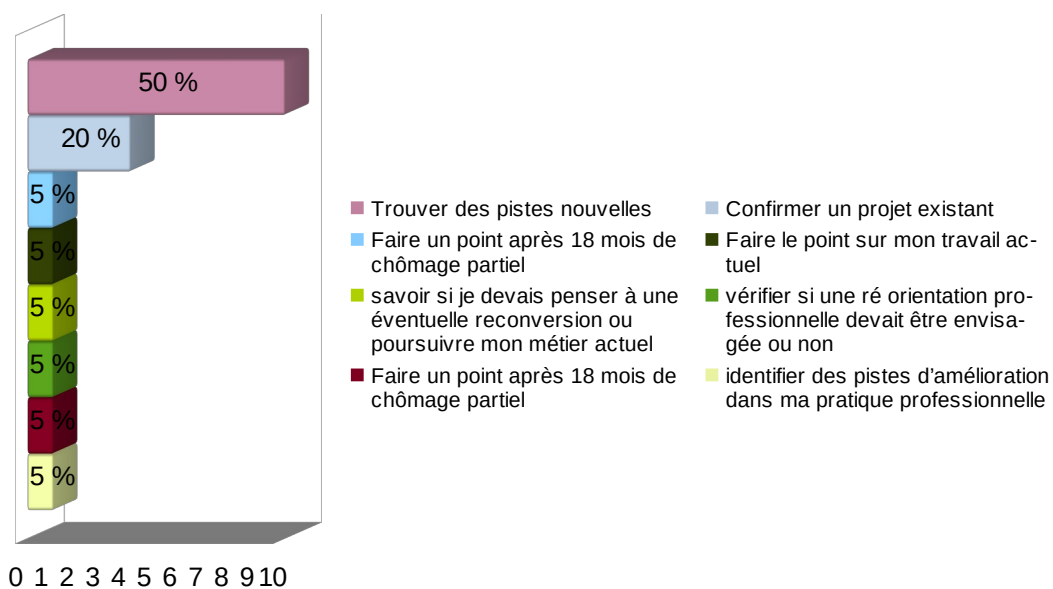 50 %
20 %
5 %
5 %
5 %
5 %
5 %
5 %
0 1 2 3 4 5 6 7 8 9 10
Trouver des pistes nouvelles
Confirmer un projet existant
Faire un point après 18 mois de
chômage partiel
Faire le point sur mon travail ac-
tuel
savoir si je devais penser à une
éventuelle reconversion ou
poursuivre mon métier actuel
vérifier si une ré orientation pro-
fessionnelle devait être envisa-
gée ou non
Faire un point après 18 mois de
chômage partiel
identifier des pistes d’amélioration
dans ma pratique professionnelle